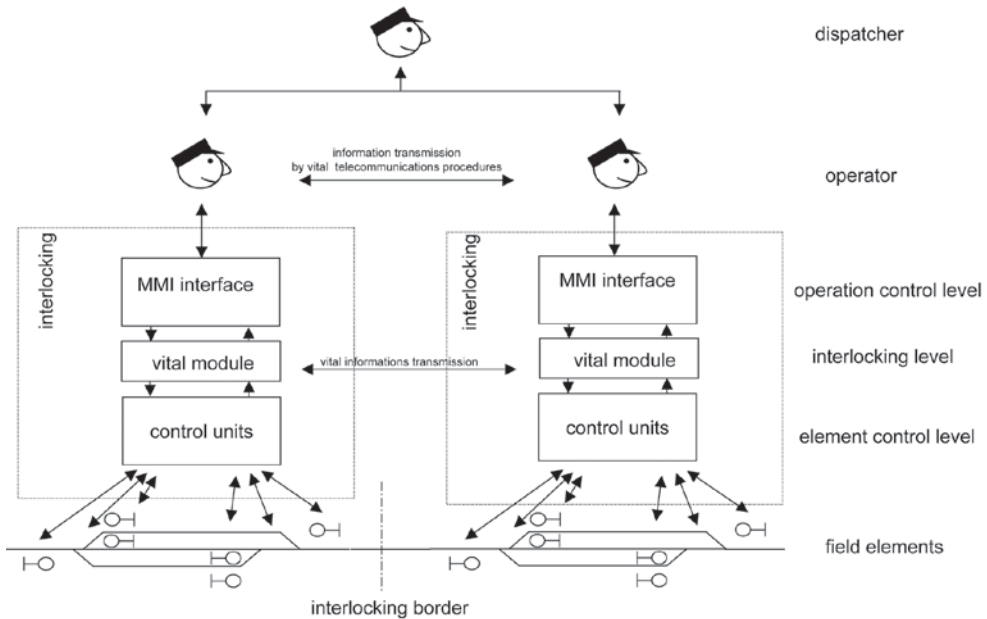 dispatcher
information transmission
by vital telecommunications procedures
operator
interlocking
interlocking
MMI interface
MMI interface
operation control level
vital module
vital informations transmission
vital module
interlocking level
control units
control units
element control level
field elements
interlocking border